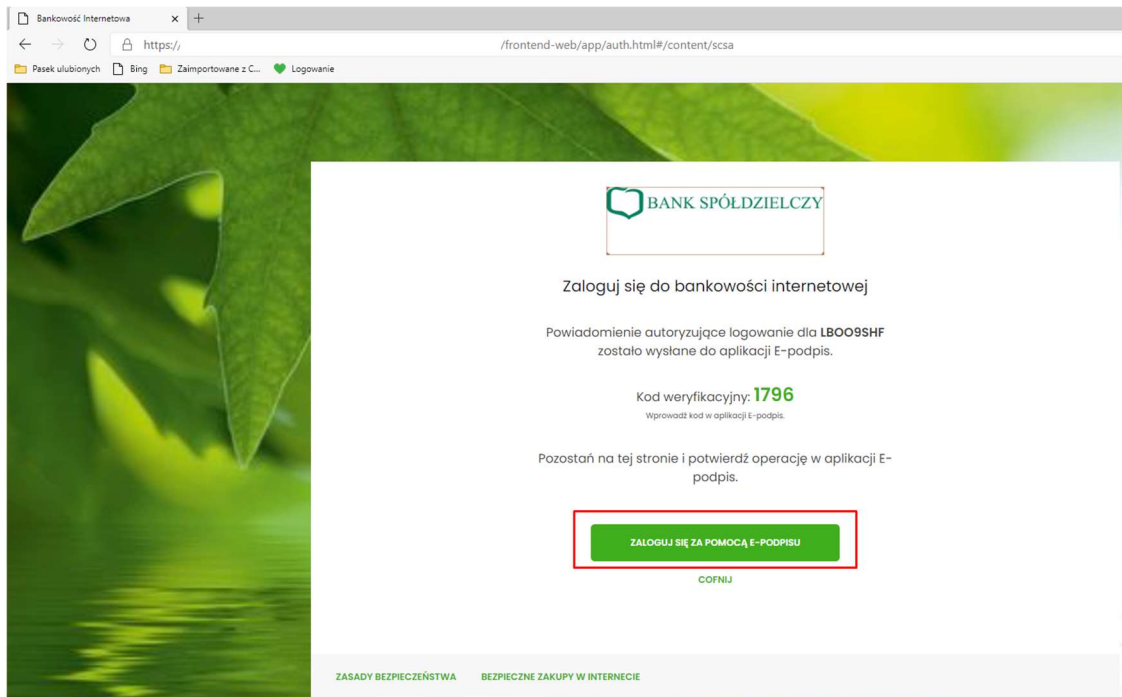 Bankowość Internetowa
https:// /frontend-web/app/auth.html#/content/scsa
Pasek ulubionych Bing Zaimportowane z C... Logowanie
BANK SPÓŁDZIELCZY
Zaloguj się do bankowości internetowej
Powiadomienie autoryzujące logowanie dla LBOO9SHF
zostało wysłane do aplikacji E-podpis.
Kod weryfikacyjny: 1796
Wprowadź kod w aplikacji E-podpis.
Pozostań na tej stronie i potwierdź operację w aplikacji E-
podpis.
ZALOGUJ SIĘ ZA POMOCĄ E-PODPISU
COFNIJ
ZASADY BEZPIECZEŃSTWA BEZPIECZNE ZAKUPY W INTERNECIE